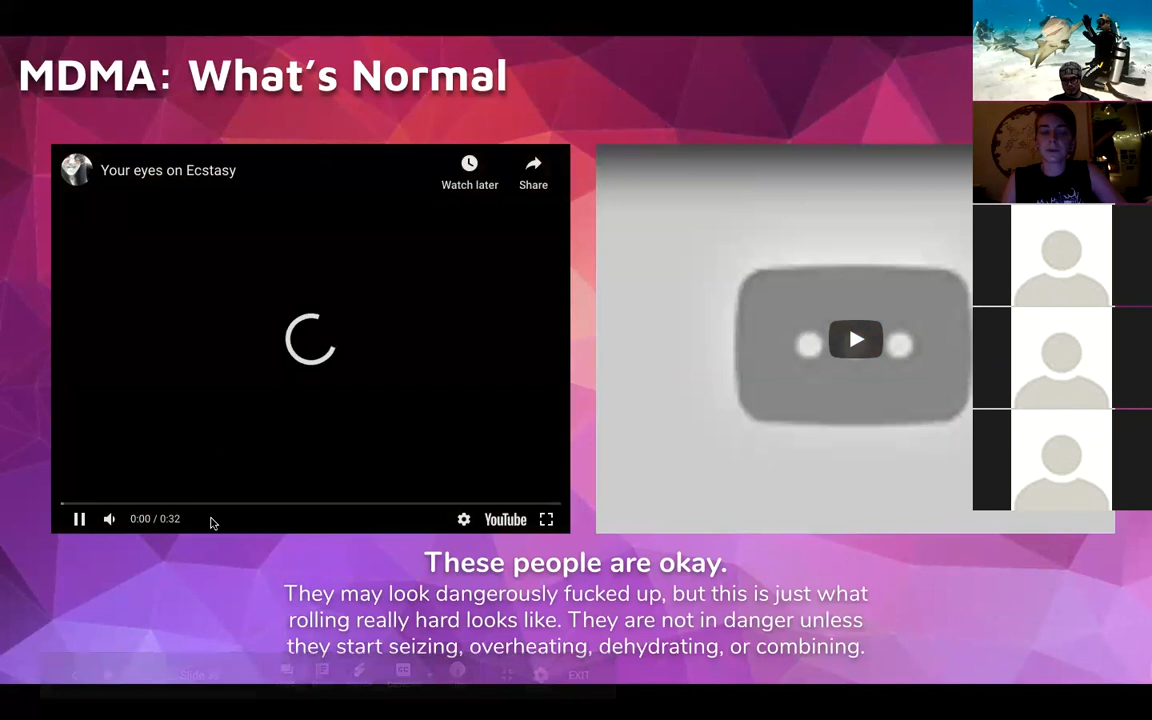 MDMA: What's Normal
Your eyes on Ecstasy
Watch later
Share
0:00 / 0:32
YouTube
These people are okay.
They may look dangerously fucked up, but this is just what
rolling really hard looks like. They are not in danger unless
they start seizing, overheating, dehydrating, or combining.
EXIT